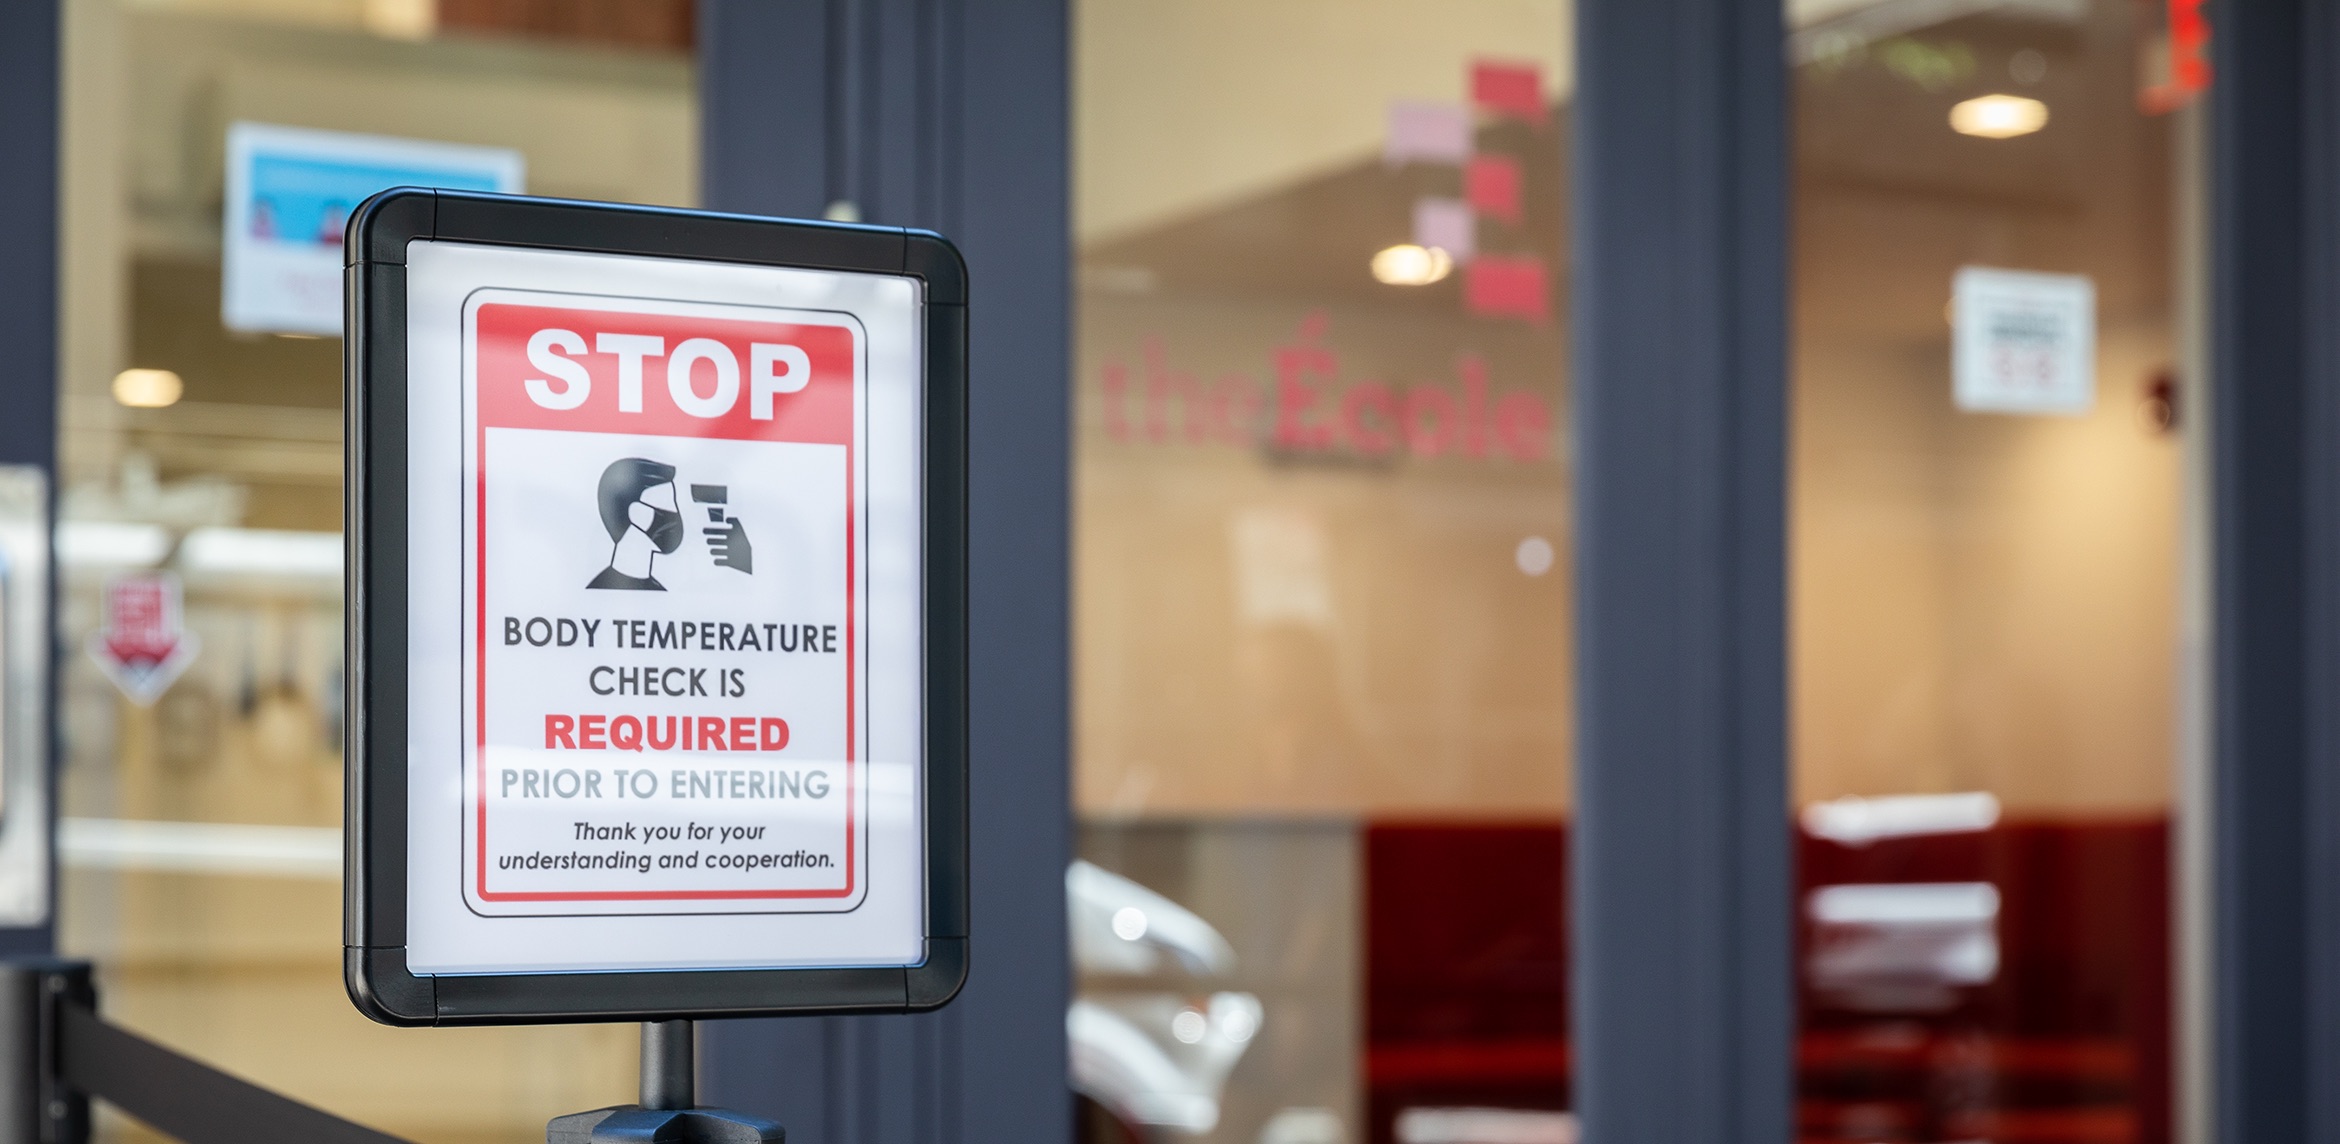 STOP
BODY TEMPERATURE
CHECK IS
REQUIRED
PRIOR TO ENTERING
Thank you for your
understanding and cooperation.
theÉcole